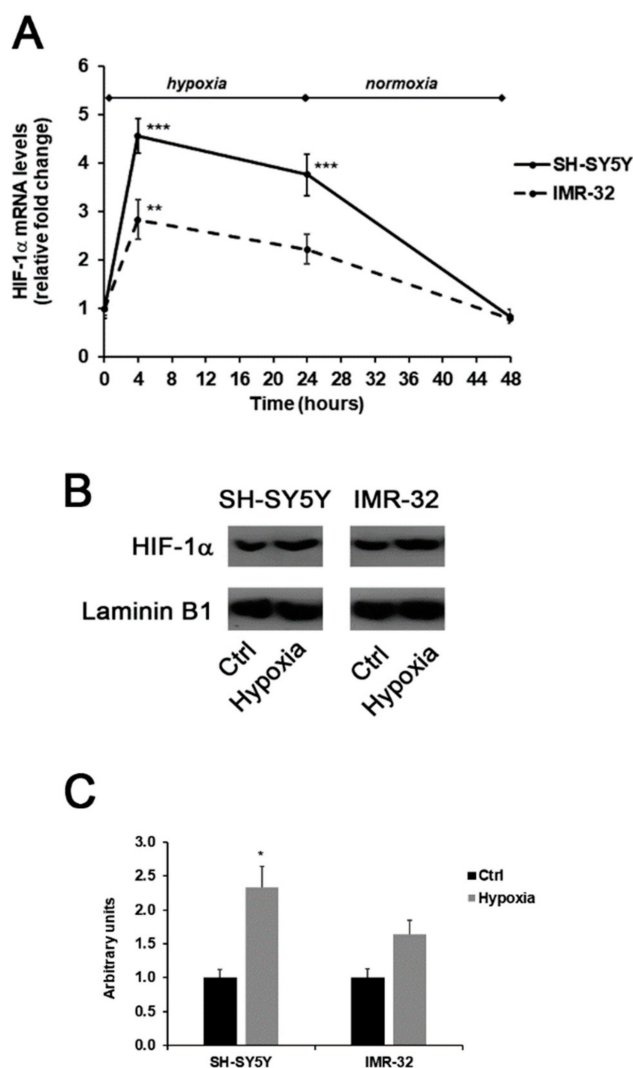 A
HIF-1α mRNA levels
(relative fold change)
6
5
4
3
2
1
0
hypoxia
normoxia
***
***
**
SH-SY5Y
IMR-32
0 4 8 12 16 20 24 28 32 36 40 44 48
Time (hours)
B
SH-SY5Y IMR-32
HIF-1α
Laminin B1
Ctrl Hypoxia Ctrl Hypoxia
C
Arbitrary units
3.0
2.5
2.0
1.5
1.0
0.5
0.0
*
Ctrl
Hypoxia
SH-SY5Y IMR-32